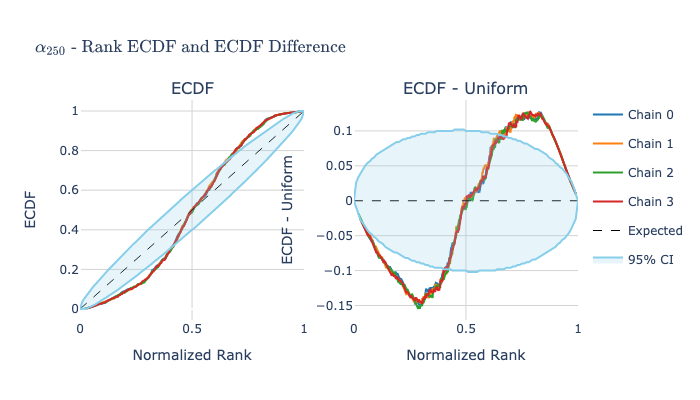 α₂₅₀ - Rank ECDF and ECDF Difference
ECDF
ECDF - Uniform
ECDF
1
0.8
0.6
0.4
0.2
0
0
0.5
1
Normalized Rank
ECDF - Uniform
0.1
0.05
0
−0.05
−0.1
−0.15
0
0.5
1
Normalized Rank
Chain 0
Chain 1
Chain 2
Chain 3
Expected
95% CI